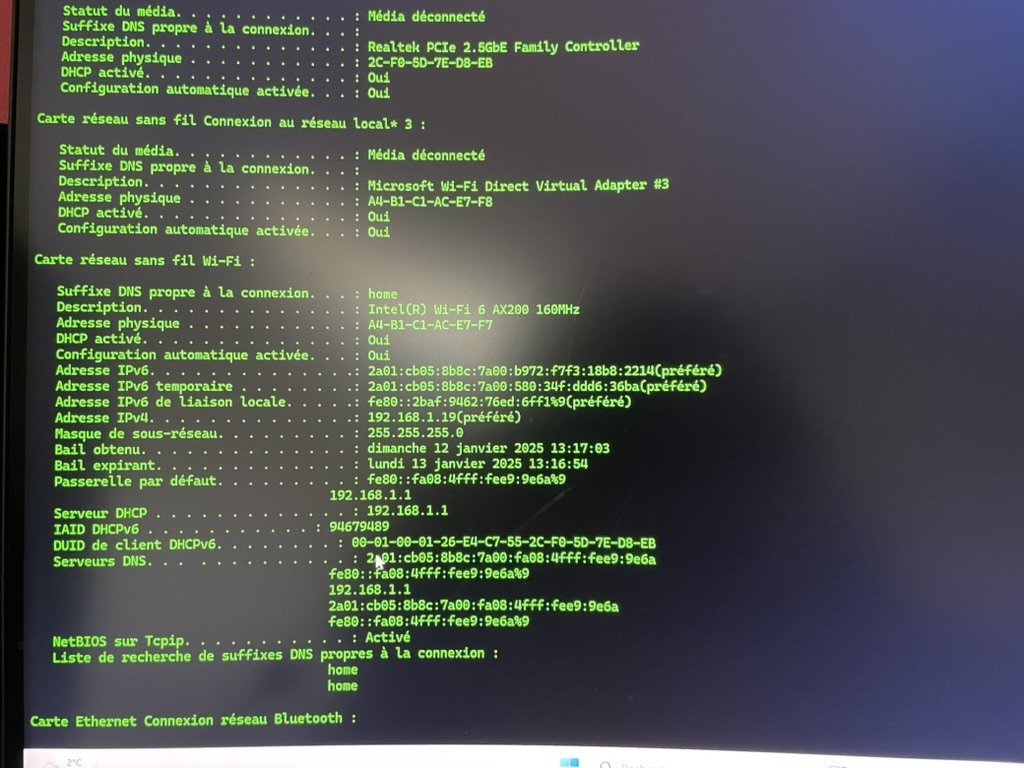 Statut du média. . . . . . . . . . . . : Média déconnecté
Suffixe DNS propre à la connexion. . . :
Description. . . . . . . . . . . . . . : Realtek PCIe 2.5GbE Family Controller
Adresse physique . . . . . . . . . . . : 2C-F0-5D-7E-D8-EB
DHCP activé. . . . . . . . . . . . . . : Oui
Configuration automatique activée. . . : Oui
Carte réseau sans fil Connexion au réseau local* 3 :
Statut du média. . . . . . . . . . . . : Média déconnecté
Suffixe DNS propre à la connexion. . . :
Description. . . . . . . . . . . . . . : Microsoft Wi-Fi Direct Virtual Adapter #3
Adresse physique . . . . . . . . . . . : A4-B1-C1-AC-E7-F8
DHCP activé. . . . . . . . . . . . . . : Oui
Configuration automatique activée. . . : Oui
Carte réseau sans fil Wi-Fi :
Suffixe DNS propre à la connexion. . . : home
Description. . . . . . . . . . . . . . : Intel(R) Wi-Fi 6 AX200 160MHz
Adresse physique . . . . . . . . . . . : A4-B1-C1-AC-E7-F7
DHCP activé. . . . . . . . . . . . . . : Oui
Configuration automatique activée. . . : Oui
Adresse IPv6. . . . . . . . . . . . . .: 2a01:cb05:8b8c:7a00:b972:f7f3:18b8:2214(préféré)
Adresse IPv6 temporaire . . . . . . . .: 2a01:cb05:8b8c:7a00:580:34f:ddd6:36ba(préféré)
Adresse IPv6 de liaison locale. . . . .: fe80::2baf:9462:76ed:6ff1%9(préféré)
Adresse IPv4. . . . . . . . . . . . . .: 192.168.1.19(préféré)
Masque de sous-réseau. . . . . . . . . : 255.255.255.0
Bail obtenu. . . . . . . . . . . . . . : dimanche 12 janvier 2025 13:17:03
Bail expirant. . . . . . . . . . . . . : lundi 13 janvier 2025 13:16:54
Passerelle par défaut. . . . . . . . . : fe80::fa08:4fff:fee9:9e6a%9
192.168.1.1
Serveur DHCP . . . . . . . . . . . . . : 192.168.1.1
IAID DHCPv6 . . . . . . . . . . . : 94679489
DUID de client DHCPv6. . . . . . . . : 00-01-00-01-26-E4-C7-55-2C-F0-5D-7E-D8-EB
Serveurs DNS. . . . . . . . . . . . . : 2a01:cb05:8b8c:7a00:fa08:4fff:fee9:9e6a
fe80::fa08:4fff:fee9:9e6a%9
192.168.1.1
2a01:cb05:8b8c:7a00:fa08:4fff:fee9:9e6a
fe80::fa08:4fff:fee9:9e6a%9
NetBIOS sur Tcpip. . . . . . . . . . . : Activé
Liste de recherche de suffixes DNS propres à la connexion :
home
home
Carte Ethernet Connexion réseau Bluetooth :
2°C